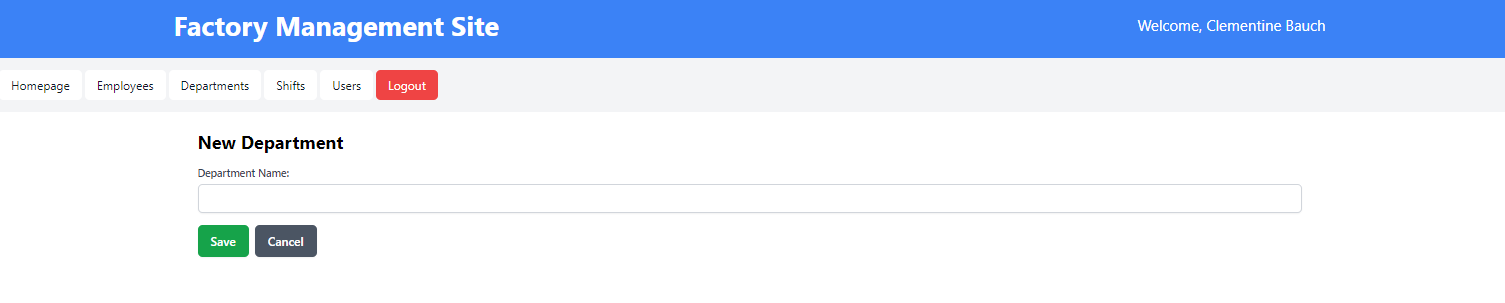 Factory Management Site
Welcome, Clementine Bauch
Homepage Employees Departments Shifts Users Logout
New Department
Department Name:
Save Cancel